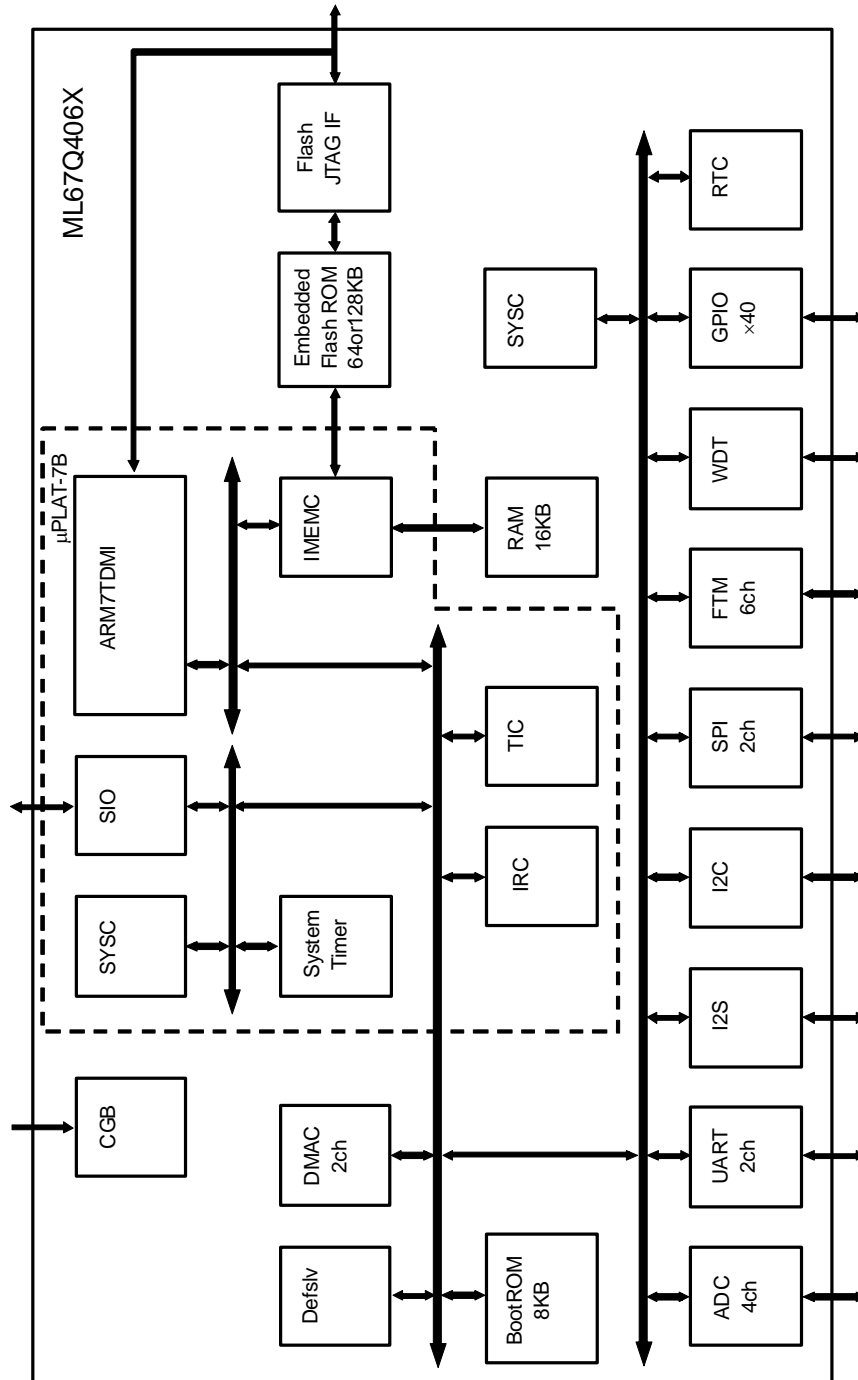 ML67Q406X
µPLAT-7B
CGB
SYSC
SIO
ARM7TDMI
Defslv
DMAC
2ch
System
Timer
IMEMC
Embedded
Flash ROM
64or128KB
Flash
JTAG IF
BootROM
8KB
IRC
TIC
RAM
16KB
SYSC
ADC
4ch
UART
2ch
I2S
I2C
SPI
2ch
FTM
6ch
WDT
GPIO
×40
RTC